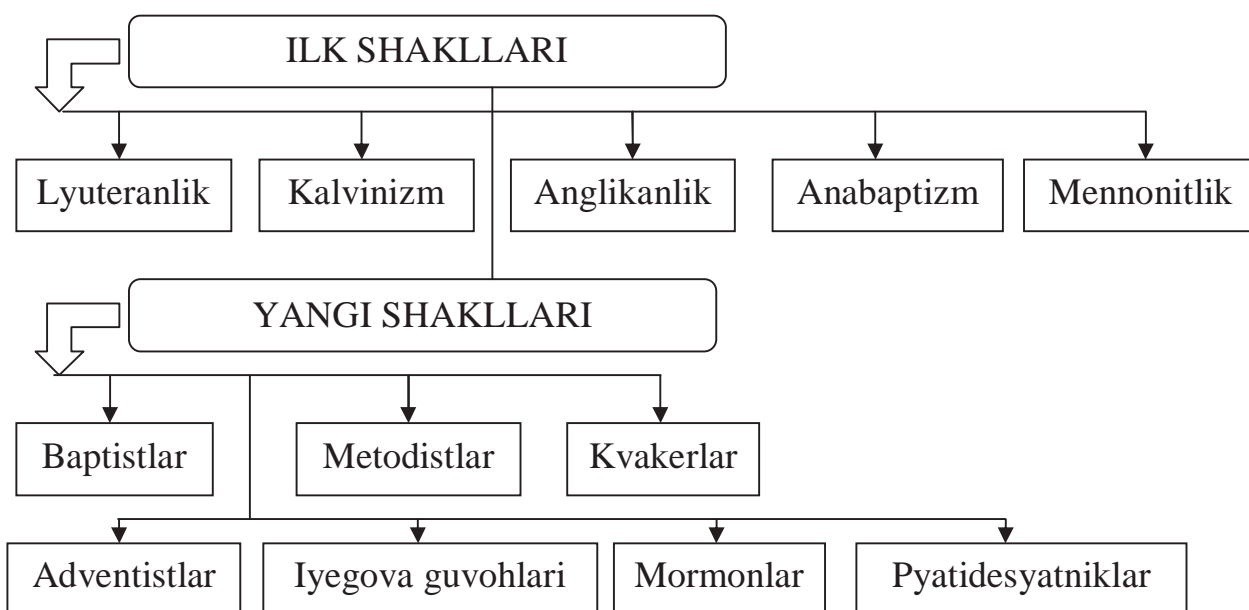 ILK SHAKLLARI
Lyuteranlik Kalvinizm Anglikanlik Anabaptizm Mennonitlik
YANGI SHAKLLARI
Baptistlar Metodistlar Kvakerlar
Adventistlar Iyegova guvohlari Mormonlar Pyatidesyatniklar